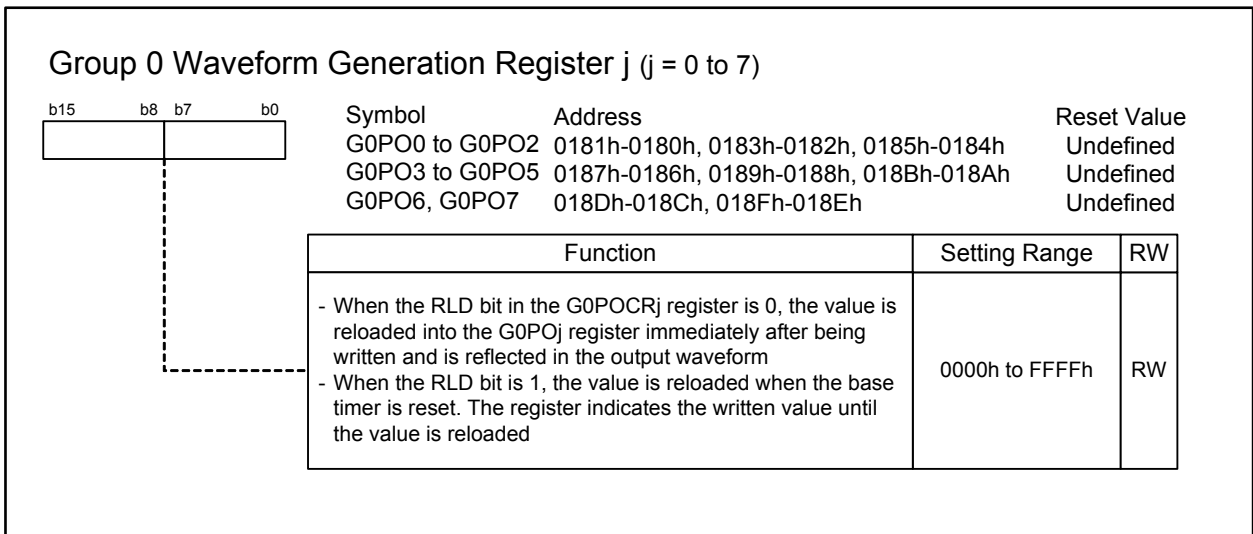 Group 0 Waveform Generation Register j (j = 0 to 7)
b15 b8 b7 b0
Symbol Address Reset Value
G0PO0 to G0PO2 0181h-0180h, 0183h-0182h, 0185h-0184h Undefined
G0PO3 to G0PO5 0187h-0186h, 0189h-0188h, 018Bh-018Ah Undefined
G0PO6, G0PO7 018Dh-018Ch, 018Fh-018Eh Undefined
Function Setting Range RW
- When the RLD bit in the G0POCRj register is 0, the value is
reloaded into the G0POj register immediately after being
written and is reflected in the output waveform
- When the RLD bit is 1, the value is reloaded when the base
timer is reset. The register indicates the written value until
the value is reloaded
0000h to FFFFh RW